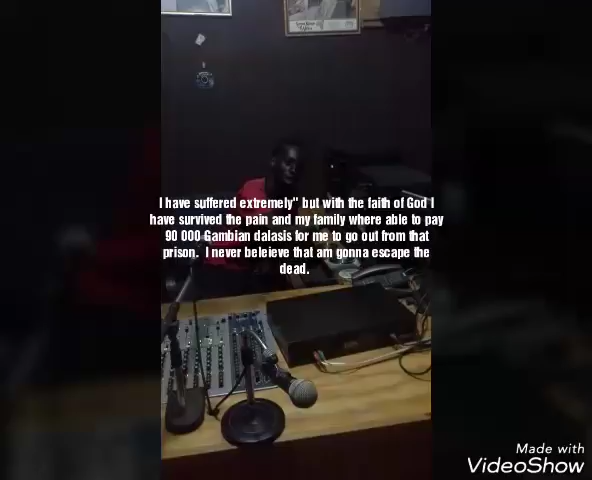 I have suffered extremely" but with the faith of God I
have survived the pain and my family where able to pay
90 000 Gambian dalasis for me to go out from that
prison. I never beleieve that am gonna escape the
dead.
Made with
VideoShow